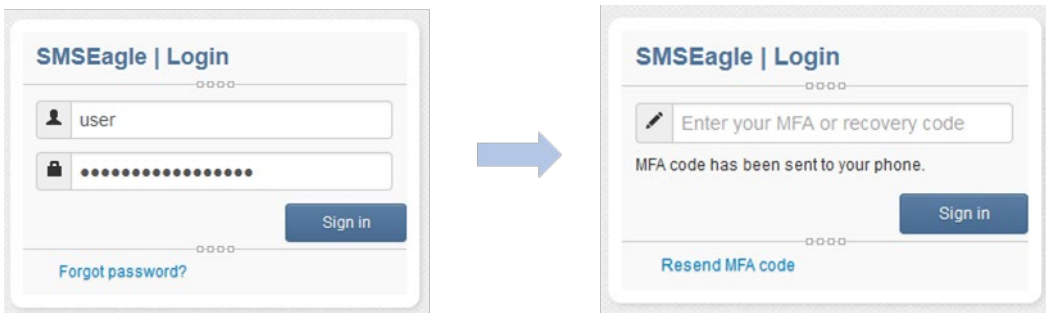 SMSEagle | Login
user
•••••••••••••••••
Sign in
Forgot password?
SMSEagle | Login
Enter your MFA or recovery code
MFA code has been sent to your phone.
Sign in
Resend MFA code